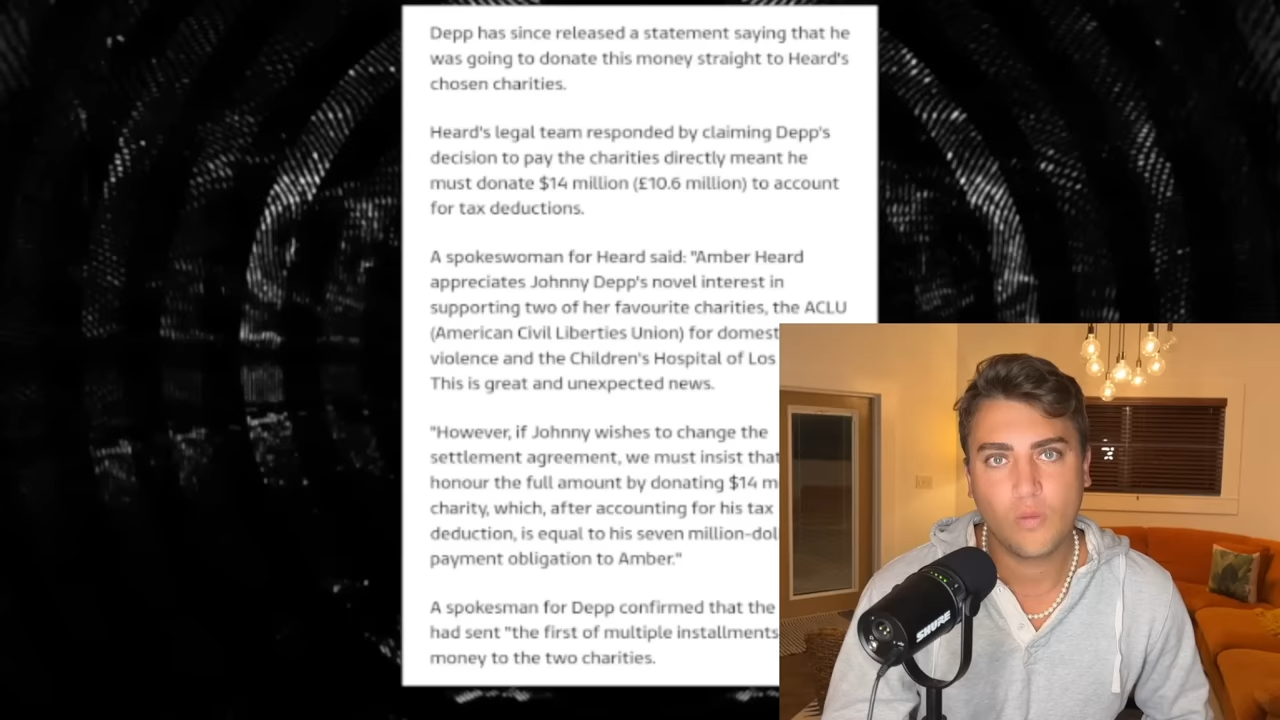 Depp has since released a statement saying that he
was going to donate this money straight to Heard's
chosen charities.
Heard's legal team responded by claiming Depp's
decision to pay the charities directly meant he
must donate $14 million (£10.6 million) to account
for tax deductions.
A spokeswoman for Heard said: "Amber Heard
appreciates Johnny Depp's novel interest in
supporting two of her favourite charities, the ACLU
(American Civil Liberties Union) for domest
violence and the Children's Hospital of Los
This is great and unexpected news.
"However, if Johnny wishes to change the
settlement agreement, we must insist that
honour the full amount by donating $14 m
charity, which, after accounting for his tax
deduction, is equal to his seven million-dol
payment obligation to Amber."
A spokesman for Depp confirmed that the
had sent "the first of multiple installments
money to the two charities.
SHURE